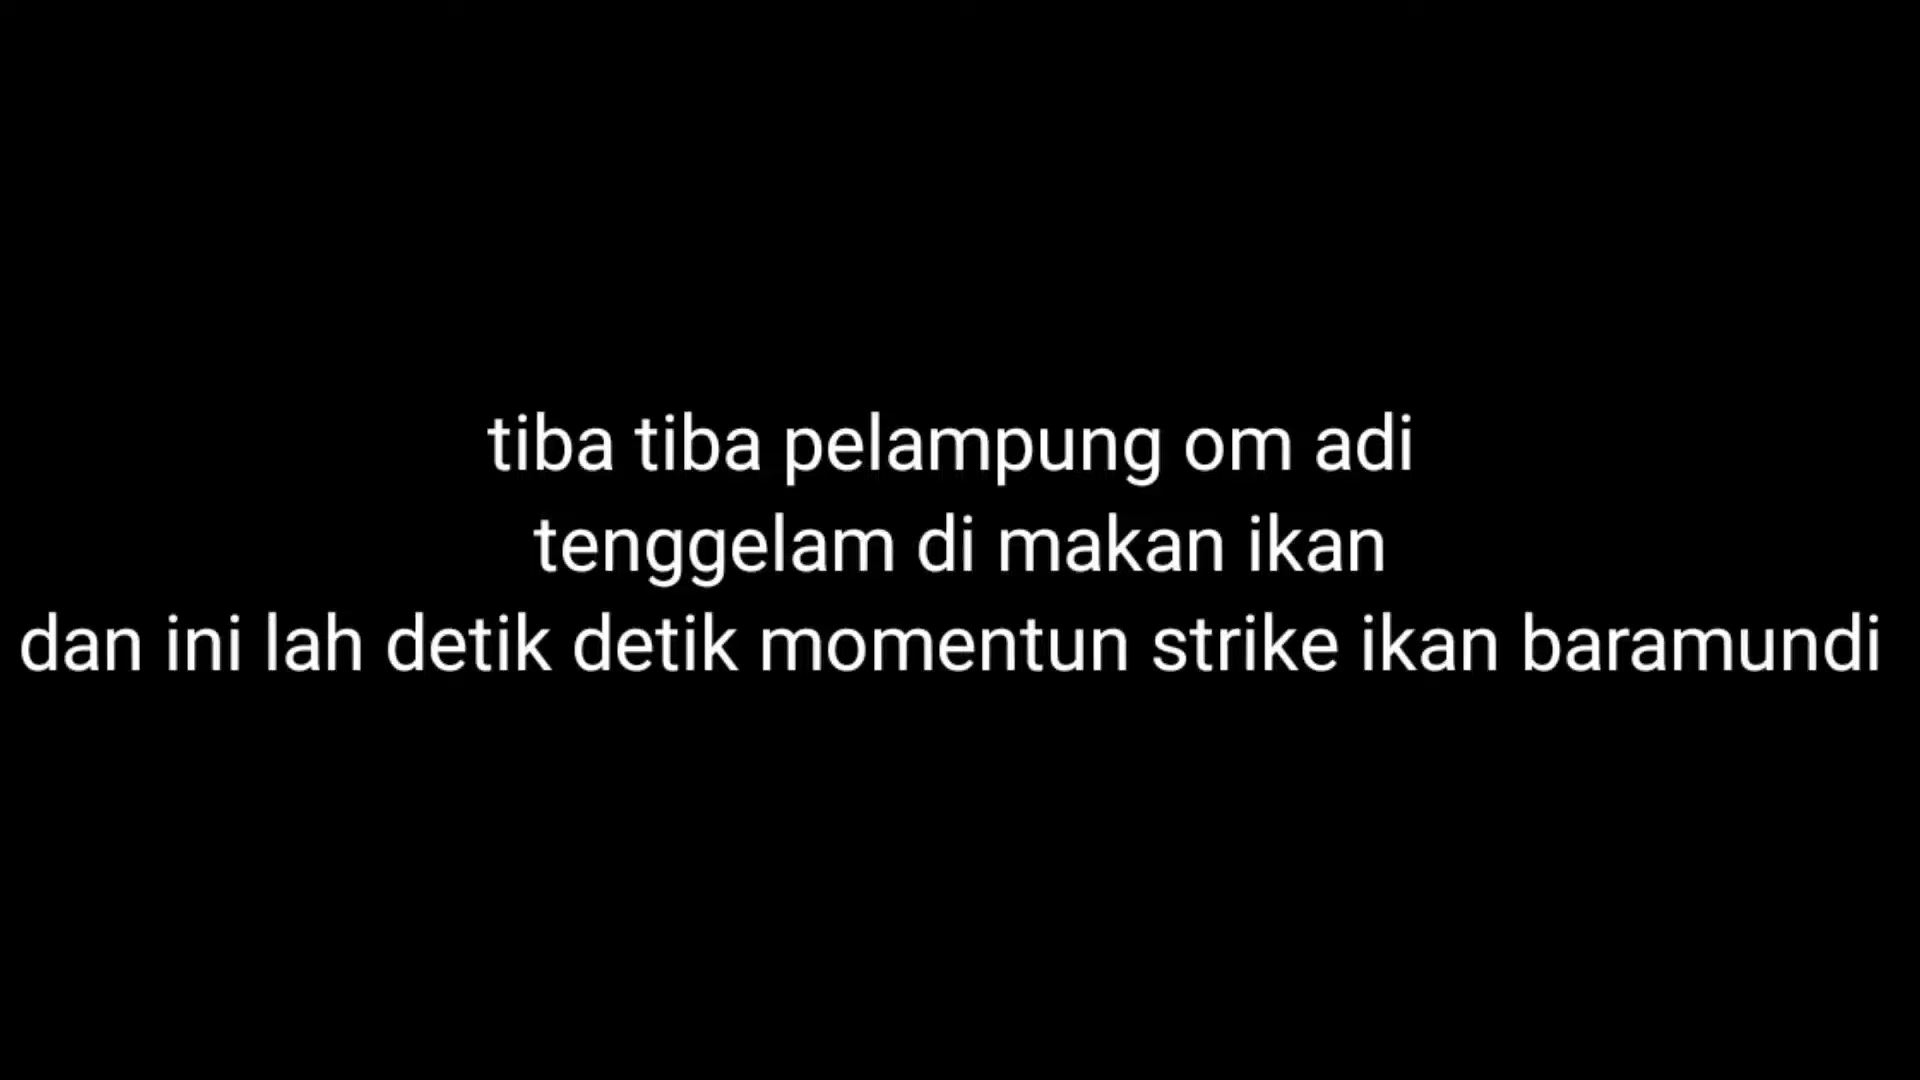 tiba tiba pelampung om adi
tenggelam di makan ikan
dan ini lah detik detik momentun strike ikan baramundi